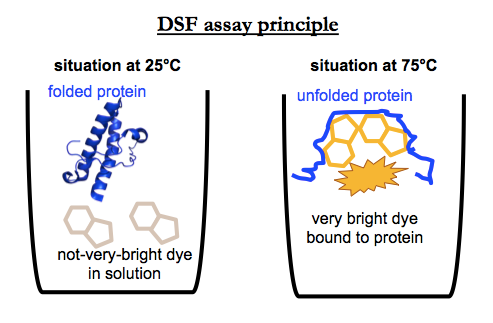 DSF assay principle
situation at 25°C
folded protein
not-very-bright dye
in solution
situation at 75°C
unfolded protein
very bright dye
bound to protein